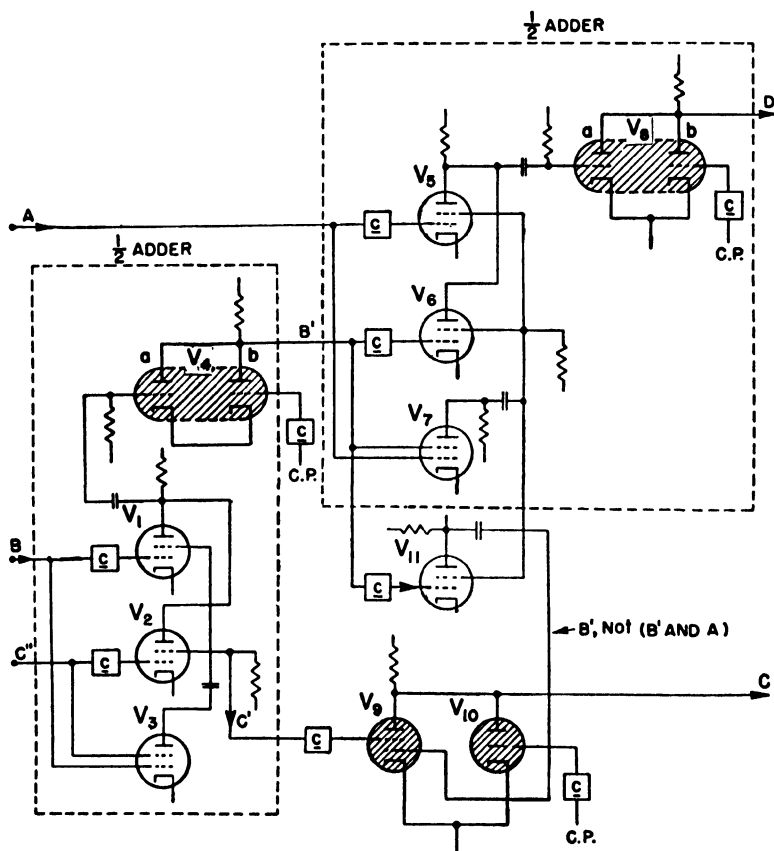 ½ ADDER
D
a V8 b
V5
A
C
C
½ ADDER
C.P.
V6
B'
C
a V4 b
V7
C
C.P.
V1
V11
B
C
C
V2
B', NOT (B' AND A)
C"
C
C
V9
V10
V3
C'
C
C
C.P.